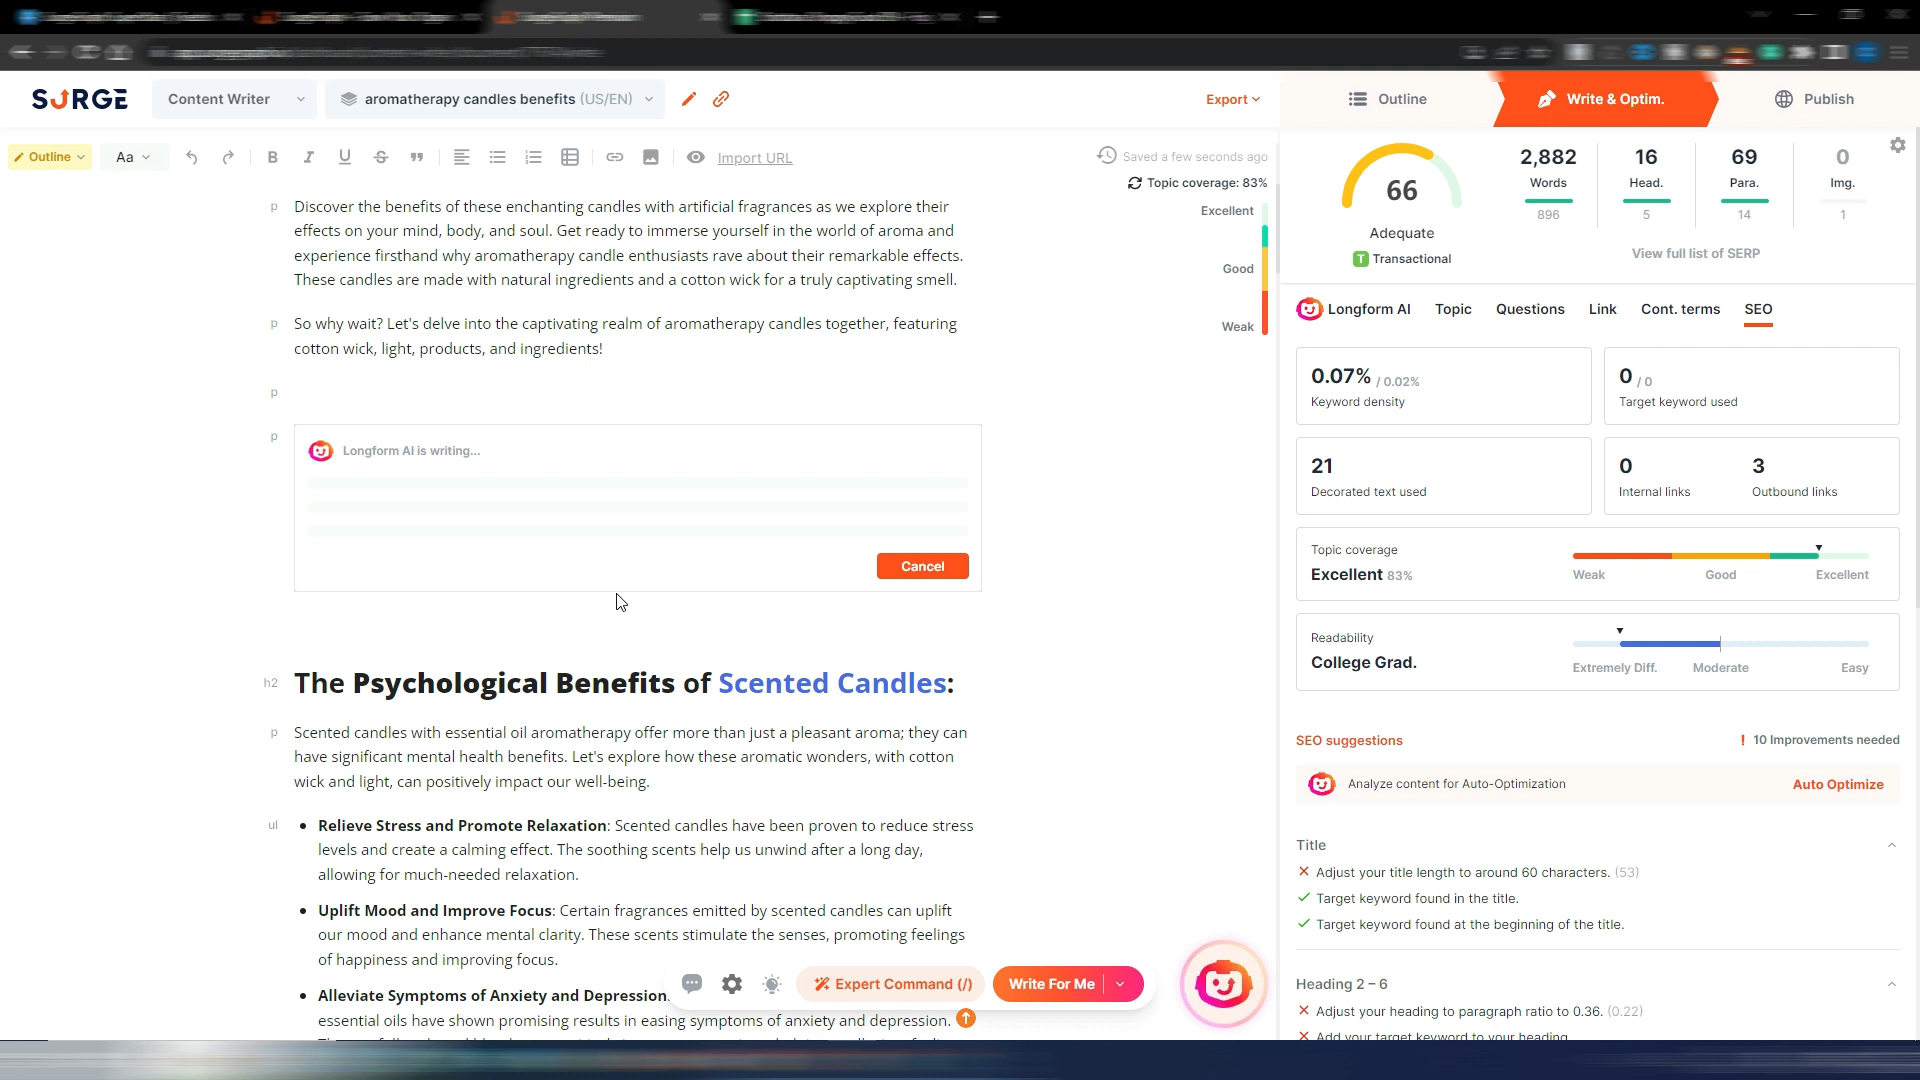 SURGE
Content Writer
aromatherapy candles benefits (US/EN)
Export
Outline
Write & Optim.
Publish
Outline
Aa
B
I
U
S
Import URL
Saved a few seconds ago
Topic coverage: 83%
Excellent
Good
Weak
p
Discover the benefits of these enchanting candles with artificial fragrances as we explore their
effects on your mind, body, and soul. Get ready to immerse yourself in the world of aroma and
experience firsthand why aromatherapy candle enthusiasts rave about their remarkable effects.
These candles are made with natural ingredients and a cotton wick for a truly captivating smell.
p
So why wait? Let's delve into the captivating realm of aromatherapy candles together, featuring
cotton wick, light, products, and ingredients!
p
p
Longform AI is writing...
Cancel
h2
The Psychological Benefits of Scented Candles:
p
Scented candles with essential oil aromatherapy offer more than just a pleasant aroma; they can
have significant mental health benefits. Let's explore how these aromatic wonders, with cotton
wick and light, can positively impact our well-being.
ul
• Relieve Stress and Promote Relaxation: Scented candles have been proven to reduce stress
levels and create a calming effect. The soothing scents help us unwind after a long day,
allowing for much-needed relaxation.
• Uplift Mood and Improve Focus: Certain fragrances emitted by scented candles can uplift
our mood and enhance mental clarity. These scents stimulate the senses, promoting feelings
of happiness and improving focus.
• Alleviate Symptoms of Anxiety and Depression
essential oils have shown promising results in easing symptoms of anxiety and depression.
Expert Command (/)
Write For Me
66
Adequate
T Transactional
2,882
Words
896
16
Head.
5
69
Para.
14
0
Img.
1
View full list of SERP
Longform AI
Topic
Questions
Link
Cont. terms
SEO
0.07% / 0.02%
Keyword density
0 / 0
Target keyword used
21
Decorated text used
0
Internal links
3
Outbound links
Topic coverage
Excellent 83%
Weak
Good
Excellent
Readability
College Grad.
Extremely Diff.
Moderate
Easy
SEO suggestions
! 10 Improvements needed
Analyze content for Auto-Optimization
Auto Optimize
Title
Adjust your title length to around 60 characters. (53)
Target keyword found in the title.
Target keyword found at the beginning of the title.
Heading 2 – 6
Adjust your heading to paragraph ratio to 0.36. (0.22)
Add your target keyword to your heading